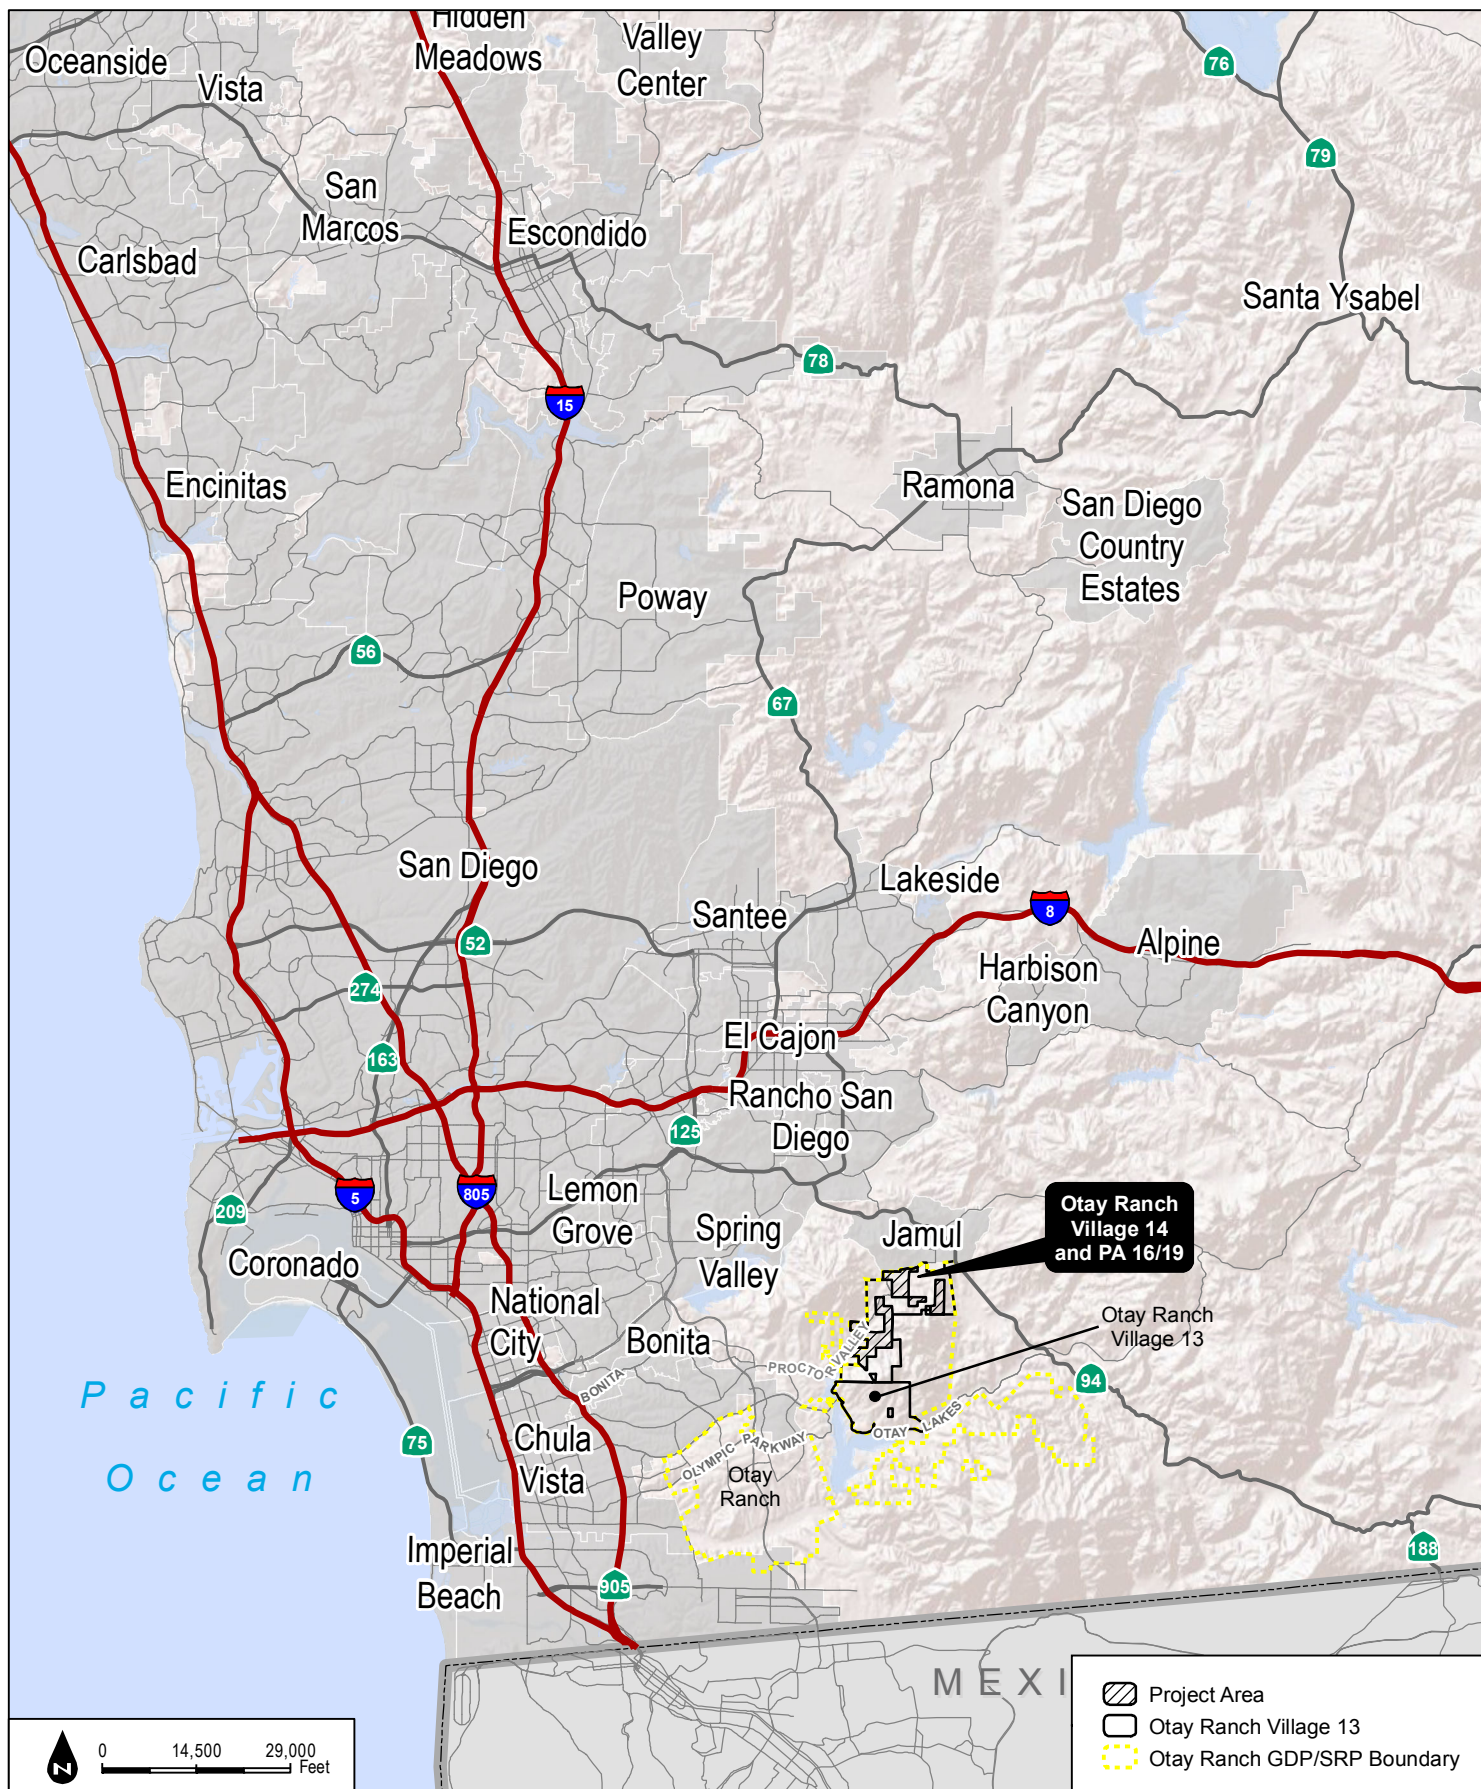 Hidden
Meadows
Valley
Center
Oceanside
Vista
76
79
San
Marcos
Escondido
Carlsbad
Santa Ysabel
78
15
Encinitas
Ramona
San Diego
Country
Estates
Poway
56
67
San Diego
Lakeside
8
Santee
52
Alpine
Harbison
Canyon
274
El Cajon
163
Rancho San
Diego
125
5
805
Lemon
Grove
209
Spring
Valley
Jamul
Otay Ranch
Village 14
and PA 16/19
Coronado
National
City
Bonita
Otay Ranch
Village 13
PROCTOR VALLEY
BONITA
94
Pacific
Ocean
75
Chula
Vista
OTAY LAKES
OLYMPIC PARKWAY
Otay
Ranch
Imperial
Beach
905
188
MEXI
Project Area
Otay Ranch Village 13
Otay Ranch GDP/SRP Boundary
N
0 14,500 29,000
Feet